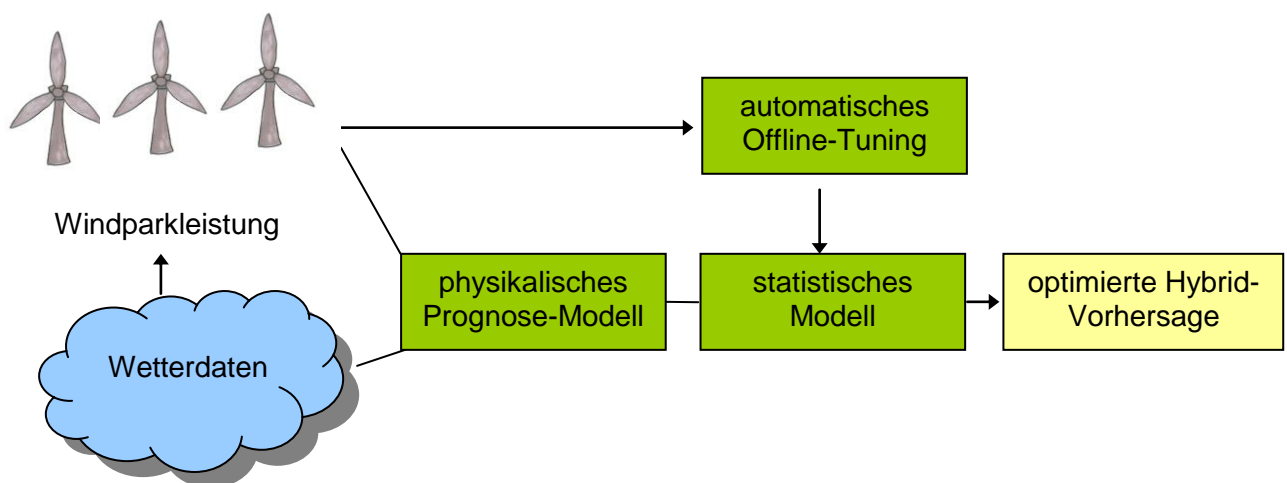 automatisches
Offline-Tuning
Windparkleistung
physikalisches
Prognose-Modell
statistisches
Modell
optimierte Hybrid-
Vorhersage
Wetterdaten